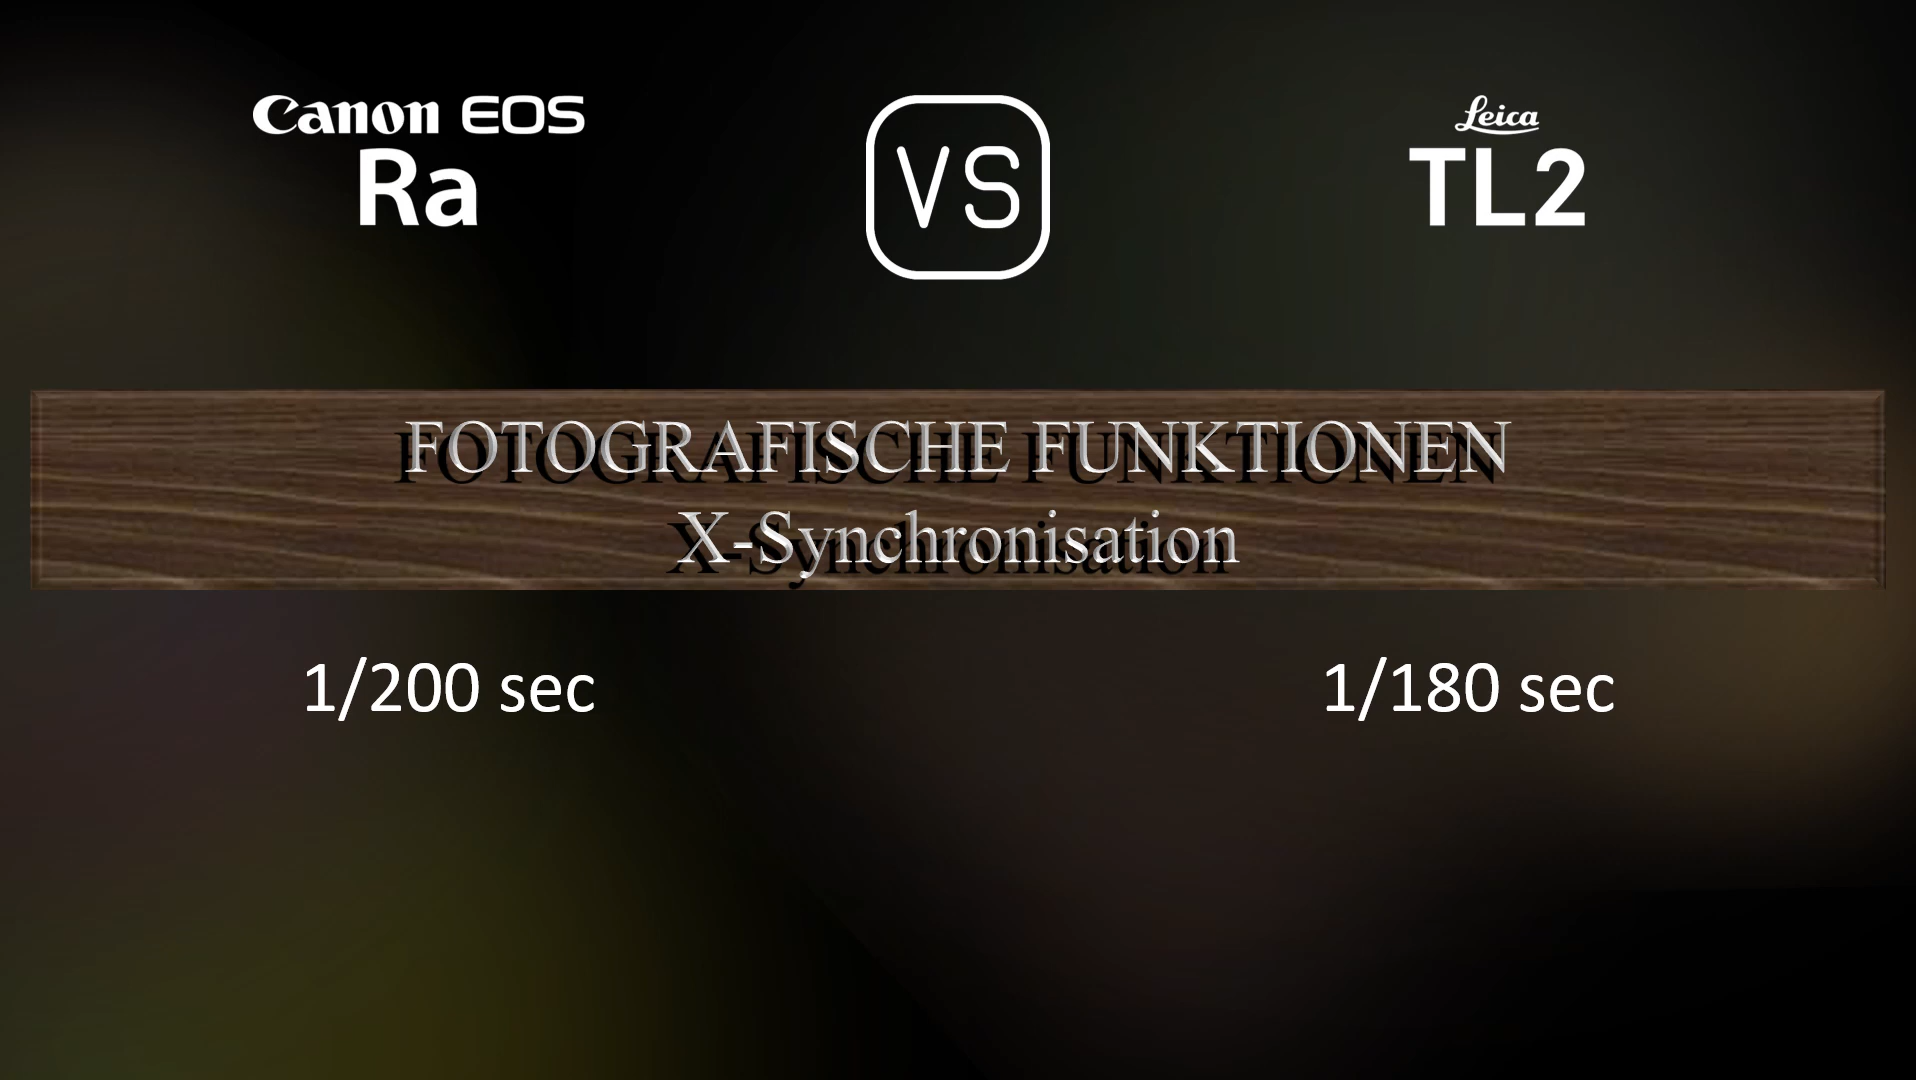 Canon EOS
Ra
VS
Leica
TL2
FOTOGRAFISCHE FUNKTIONEN
X-Synchronisation
1/200 sec
1/180 sec